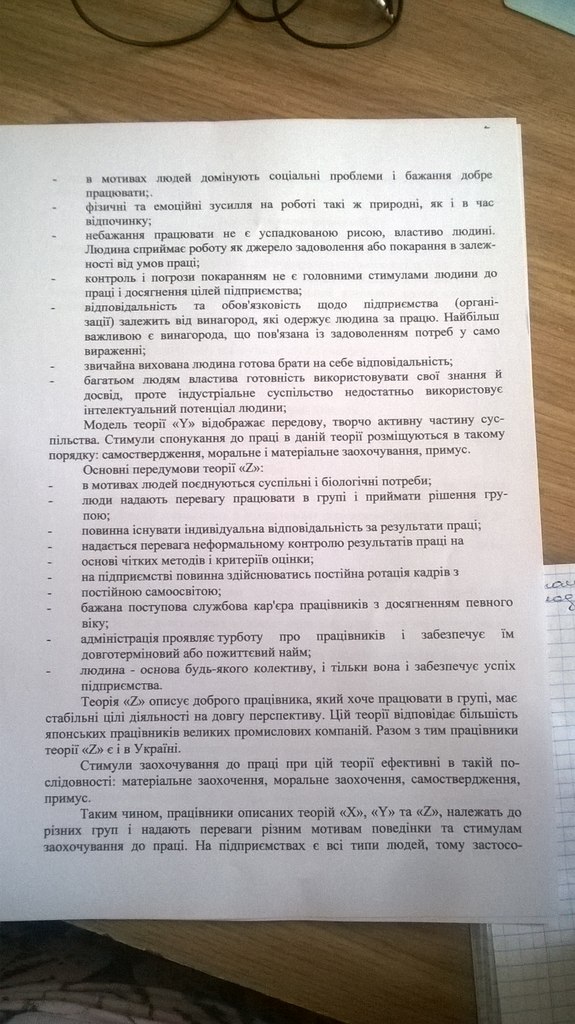 - в мотивах людей домінують соціальні проблеми і бажання добре
працювати;.
- фізичні та емоційні зусилля на роботі такі ж природні, як і в час
відпочинку;
- небажання працювати не є успадкованою рисою, властиво людині.
Людина сприймає роботу як джерело задоволення або покарання в залеж-
ності від умов праці;
- контроль і погрози покаранням не є головними стимулами людини до
праці і досягнення цілей підприємства;
- відповідальність та обов'язковість щодо підприємства (органі-
зації) залежить від винагород, які одержує людина за працю. Найбільш
важливою є винагорода, що пов'язана із задоволенням потреб у само
вираженні;
- звичайна вихована людина готова брати на себе відповідальність;
- багатьом людям властива готовність використовувати свої знання й
досвід, проте індустріальне суспільство недостатньо використовує
інтелектуальний потенціал людини;
Модель теорії «Y» відображає передову, творчо активну частину сус-
пільства. Стимули спонукання до праці в даній теорії розміщуються в такому
порядку: самоствердження, моральне і матеріальне заохочування, примус.
Основні передумови теорії «Z»:
- в мотивах людей поєднуються суспільні і біологічні потреби;
- люди надають перевагу працювати в групі і приймати рішення гру-
пою;
- повинна існувати індивідуальна відповідальність за результати праці;
- надається перевага неформальному контролю результатів праці на
- основі чітких методів і критеріїв оцінки;
- на підприємстві повинна здійснюватись постійна ротація кадрів з
- постійною самоосвітою;
- бажана поступова службова кар'єра працівників з досягненням певного
віку;
- адміністрація проявляє турботу про працівників і забезпечує їм
довготерміновий або пожиттєвий найм;
- людина - основа будь-якого колективу, і тільки вона і забезпечує успіх
підприємства.
Теорія «Z» описує доброго працівника, який хоче працювати в групі, має
стабільні цілі діяльності на довгу перспективу. Цій теорії відповідає більшість
японських працівників великих промислових компаній. Разом з тим працівники
теорії «Z» є і в Україні.
Стимули заохочування до праці при цій теорії ефективні в такій по-
слідовності: матеріальне заохочення, моральне заохочення, самоствердження,
примус.
Таким чином, працівники описаних теорій «X», «Y» та «Z», належать до
різних груп і надають переваги різним мотивам поведінки та стимулам
заохочування до праці. На підприємствах є всі типи людей, тому застосо-